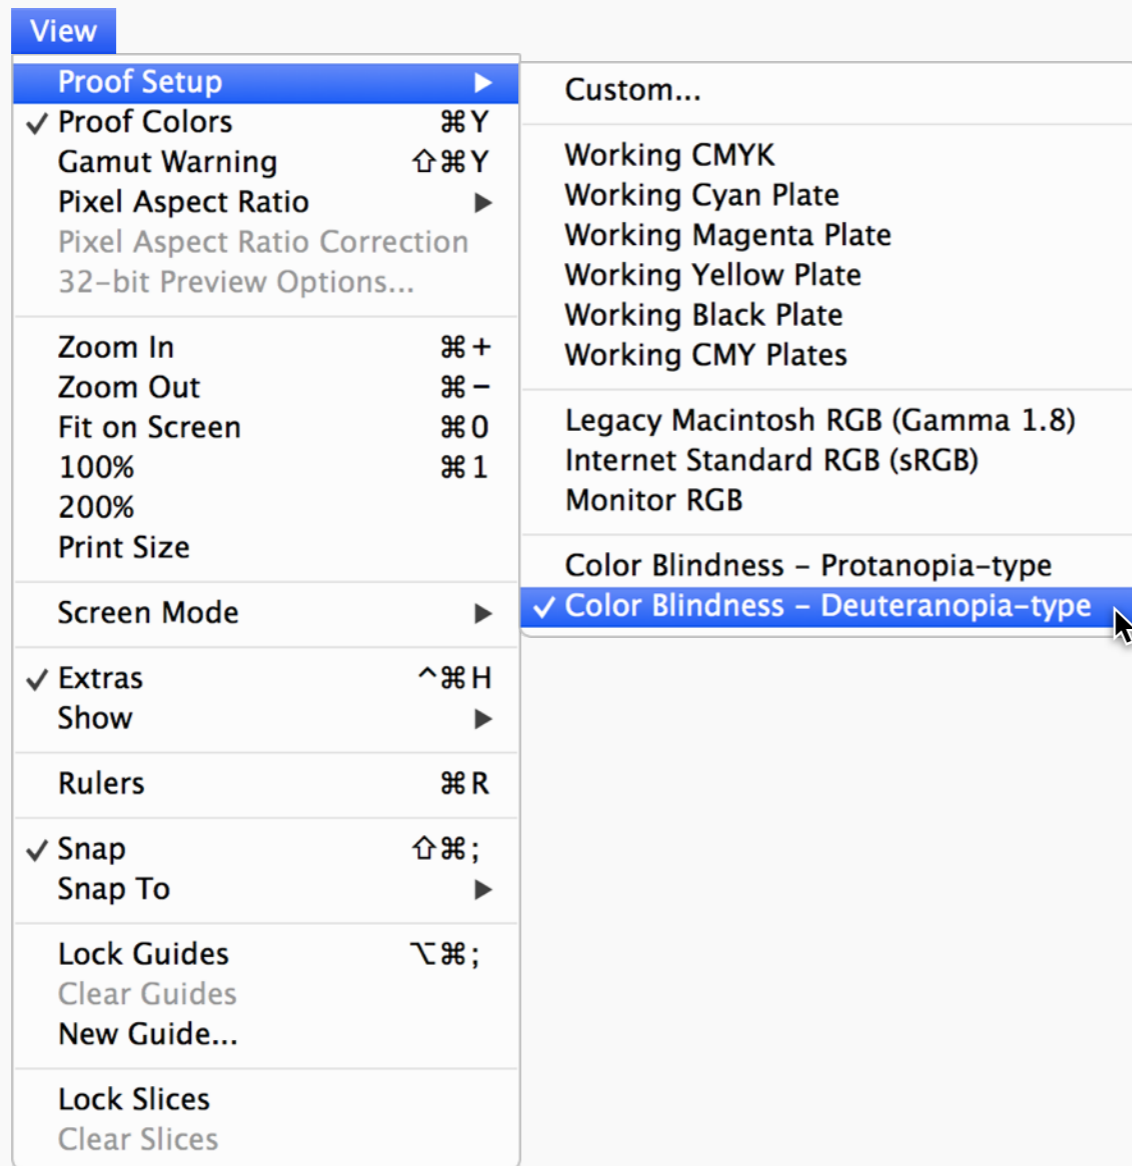 View
Proof Setup ▶
✓ Proof Colors ⌘Y
Gamut Warning ⇧⌘Y
Pixel Aspect Ratio ▶
Pixel Aspect Ratio Correction
32-bit Preview Options...
Zoom In ⌘+
Zoom Out ⌘−
Fit on Screen ⌘0
100% ⌘1
200%
Print Size
Screen Mode ▶
✓ Extras ^⌘H
Show ▶
Rulers ⌘R
✓ Snap ⇧⌘;
Snap To ▶
Lock Guides ⌥⌘;
Clear Guides
New Guide...
Lock Slices
Clear Slices
Custom...
Working CMYK
Working Cyan Plate
Working Magenta Plate
Working Yellow Plate
Working Black Plate
Working CMY Plates
Legacy Macintosh RGB (Gamma 1.8)
Internet Standard RGB (sRGB)
Monitor RGB
Color Blindness – Protanopia-type
✓ Color Blindness – Deuteranopia-type